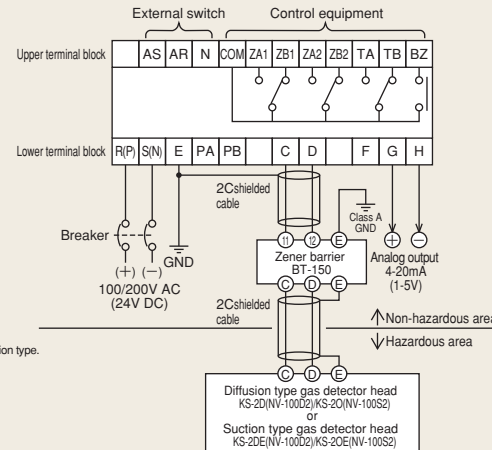 External switch Control equipment
Upper terminal block AS AR N COM ZA1 ZB1 ZA2 ZB2 TA TB BZ
Lower terminal block R(P) S(N) E PA PB C D F G H
2Cshielded
cable
Class A
GND
Breaker
GND
(+) (−)
100/200V AC
(24V DC)
11 12 E
Zener barrier
BT-150
C D E
+ −
Analog output
4-20mA
(1-5V)
2Cshielded
cable
Non-hazardous area
Hazardous area
ion type.
C D E
Diffusion type gas detector head
KS-2D(NV-100D2)/KS-2O(NV-100S2)
or
Suction type gas detector head
KS-2DE(NV-100D2)/KS-2OE(NV-100S2)